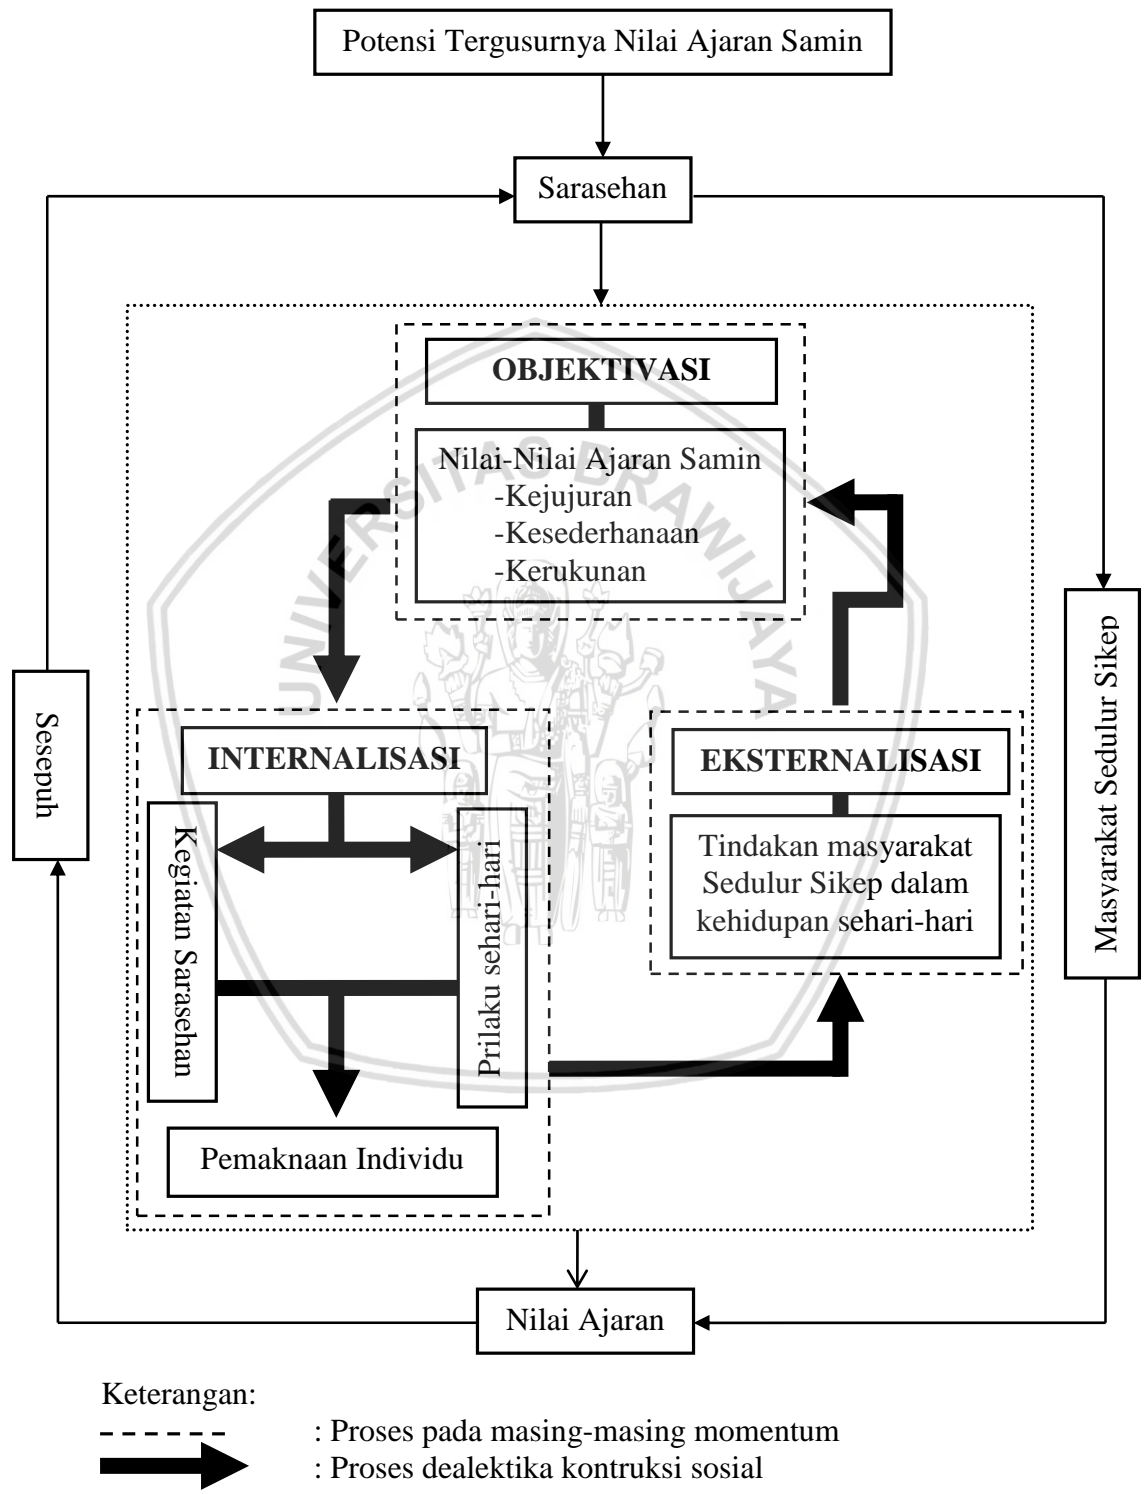 Potensi Tergusurnya Nilai Ajaran Samin
Sarasehan
OBJEKTIVASI
Nilai-Nilai Ajaran Samin
-Kejujuran
-Kesederhanaan
-Kerukunan
UNIVERSITAS BRAWIJAYA
Sesepuh
INTERNALISASI
Kegiatan Sarasehan
Prilaku sehari-hari
Pemaknaan Individu
EKSTERNALISASI
Tindakan masyarakat
Sedulur Sikep dalam
kehidupan sehari-hari
Masyarakat Sedulur Sikep
Nilai Ajaran
Keterangan:
: Proses pada masing-masing momentum
: Proses dealektika kontruksi sosial